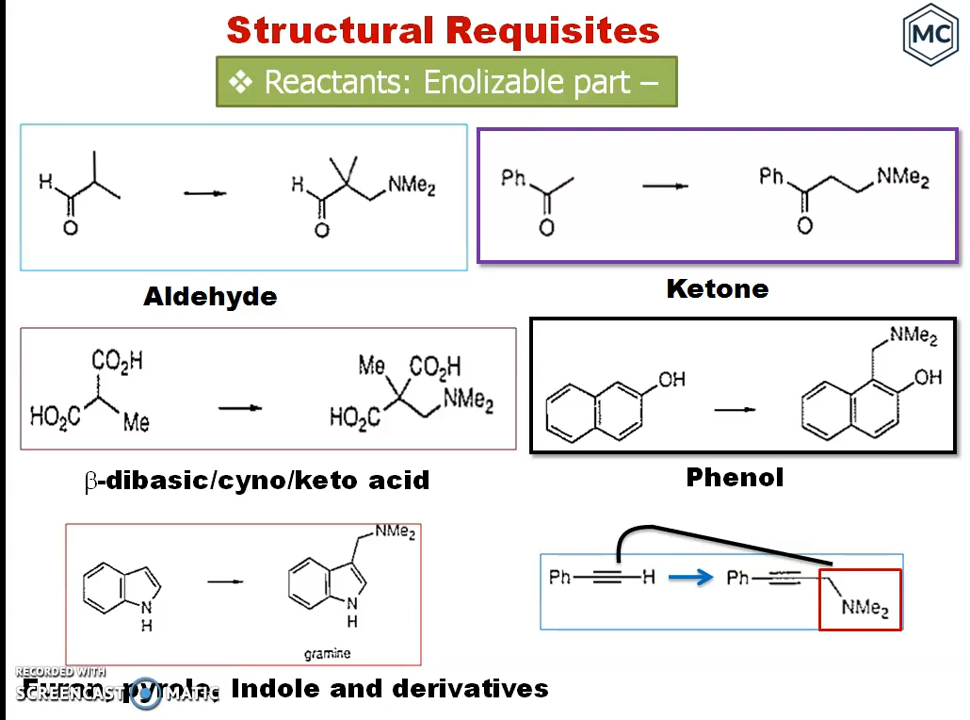 Structural Requisites
MC
❖ Reactants: Enolizable part –
H
O
H
NMe2
O
Ph
O
Ph
NMe2
O
Aldehyde
Ketone
CO2H
HO2C
Me
Me
CO2H
HO2C
NMe2
OH
NMe2
OH
β-dibasic/cyno/keto acid
Phenol
N
H
NMe2
N
H
gramine
Ph
H
Ph
NMe2
RECORDED WITH
SCREENCAST MATIC
Furan, pyrole, Indole and derivatives